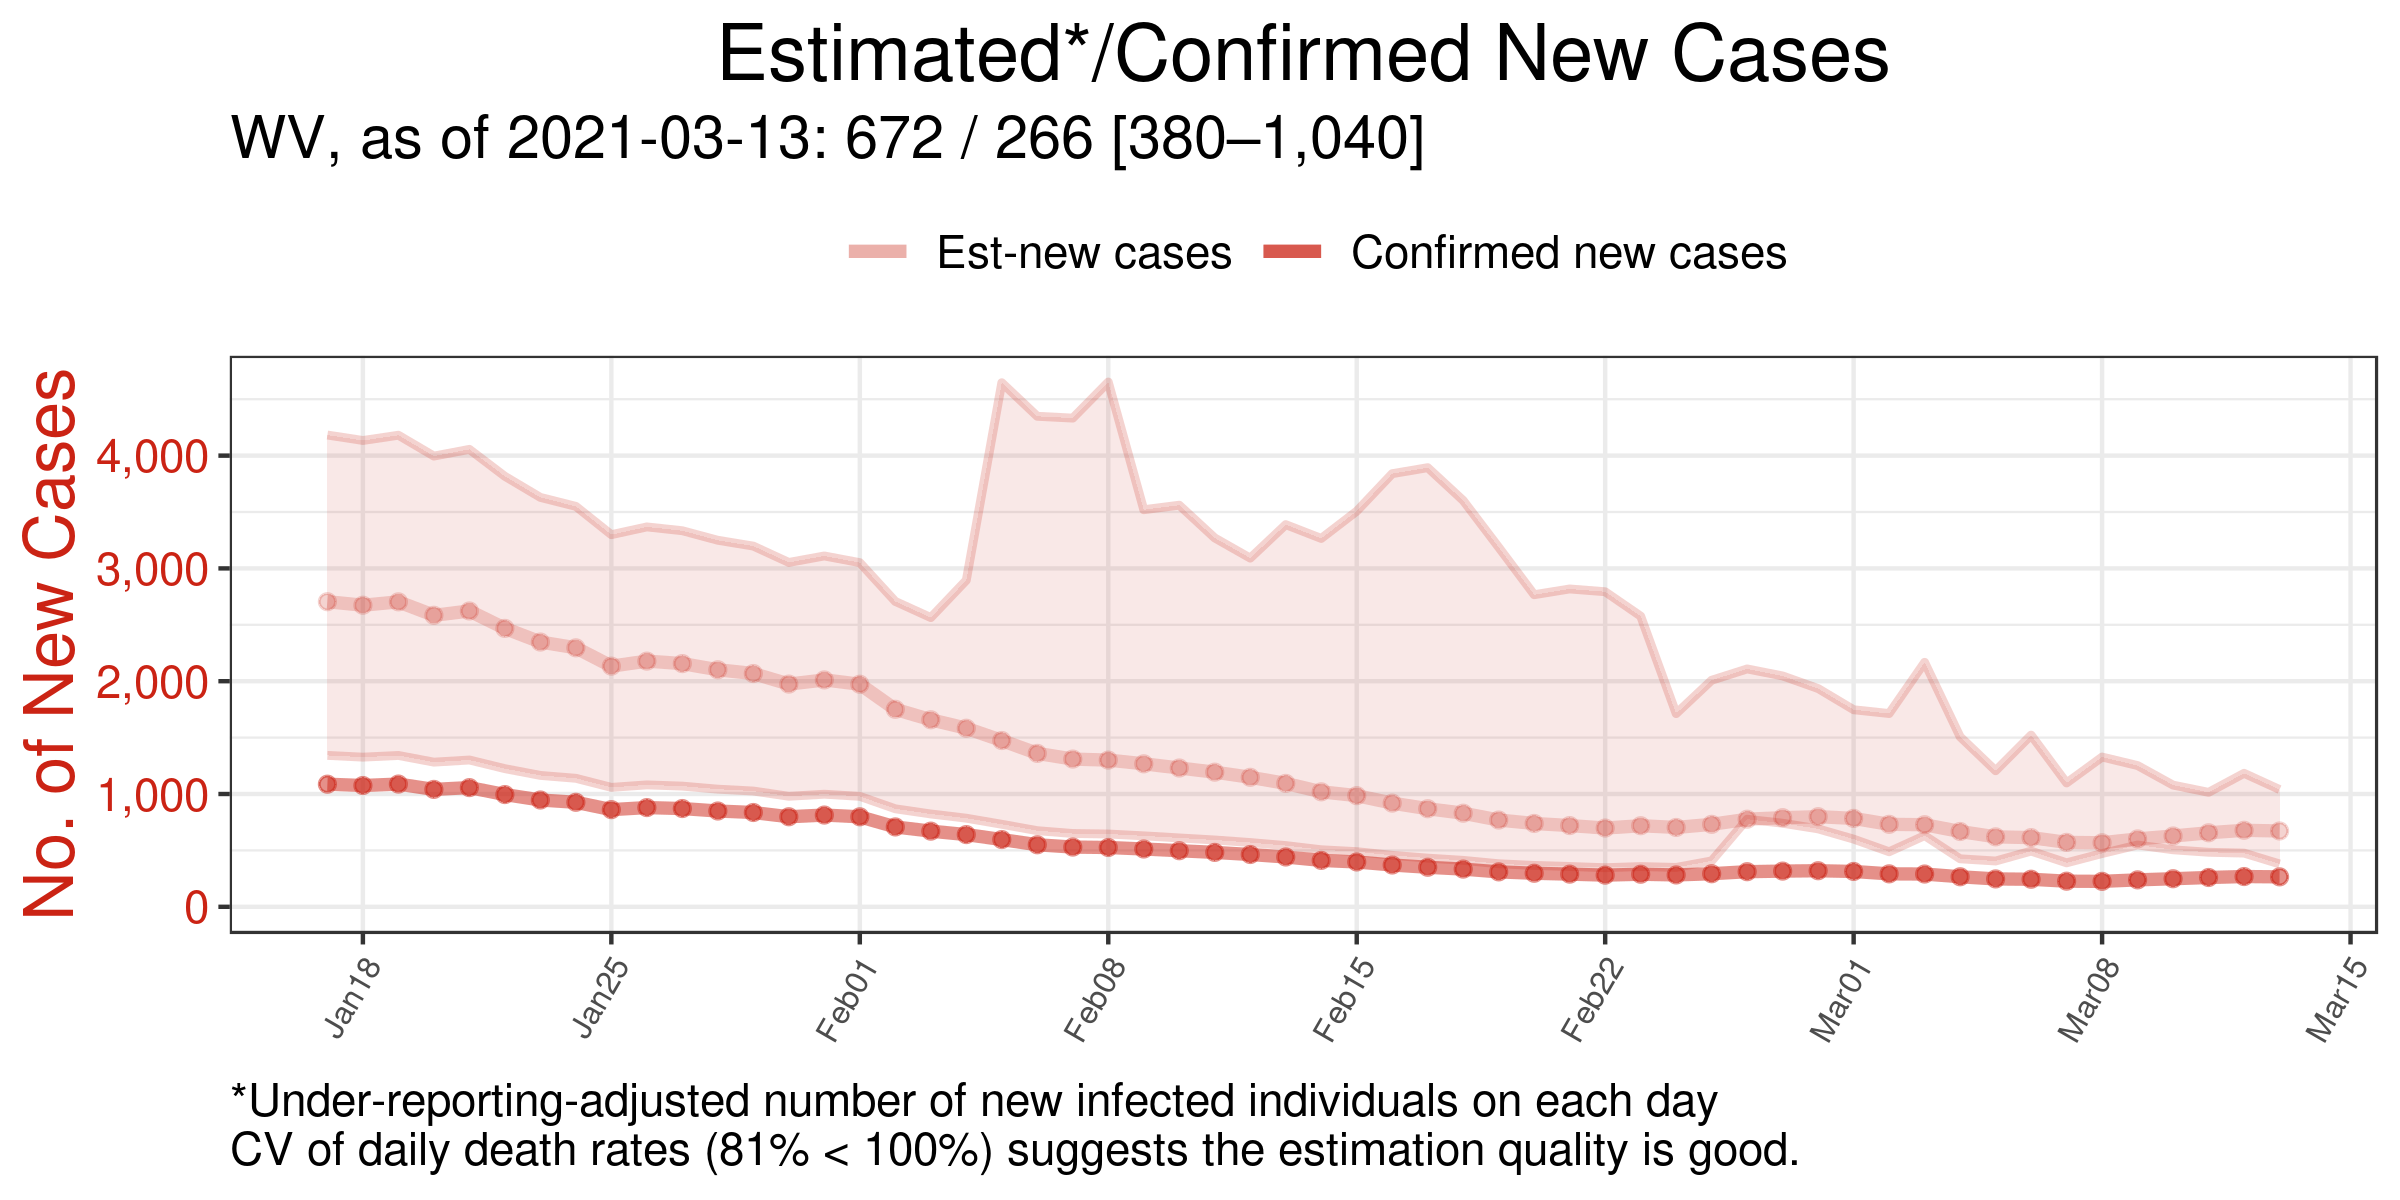 Estimated*/Confirmed New Cases
WV, as of 2021-03-13: 672 / 266 [380–1,040]
Est-new cases
Confirmed new cases
No. of New Cases
4,000
3,000
2,000
1,000
0
Jan18
Jan25
Feb01
Feb08
Feb15
Feb22
Mar01
Mar08
Mar15
*Under-reporting-adjusted number of new infected individuals on each day
CV of daily death rates (81% < 100%) suggests the estimation quality is good.